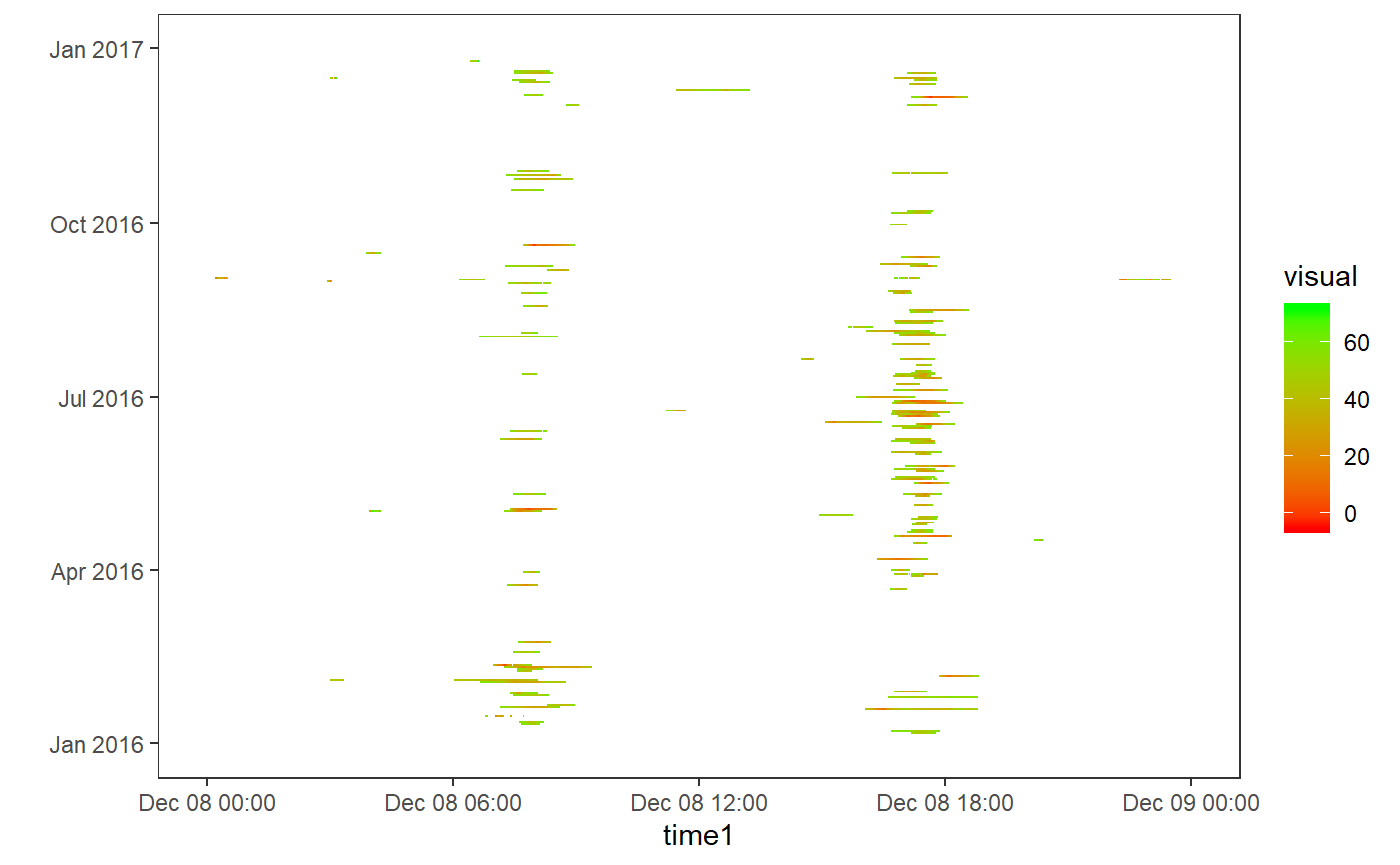 Jan 2017
Oct 2016
Jul 2016
Apr 2016
Jan 2016
Dec 08 00:00
Dec 08 06:00
Dec 08 12:00
Dec 08 18:00
Dec 09 00:00
time1
visual
60
40
20
0